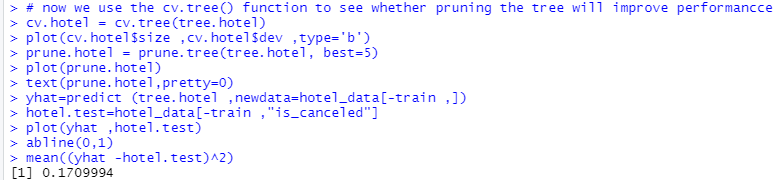 > # now we use the cv.tree() function to see whether pruning the tree will improve performancce
> cv.hotel = cv.tree(tree.hotel)
> plot(cv.hotel$size ,cv.hotel$dev ,type='b')
> prune.hotel = prune.tree(tree.hotel, best=5)
> plot(prune.hotel)
> text(prune.hotel,pretty=0)
> yhat=predict (tree.hotel ,newdata=hotel_data[-train ,])
> hotel.test=hotel_data[-train ,"is_canceled"]
> plot(yhat ,hotel.test)
> abline(0,1)
> mean((yhat -hotel.test)^2)
[1] 0.1709994